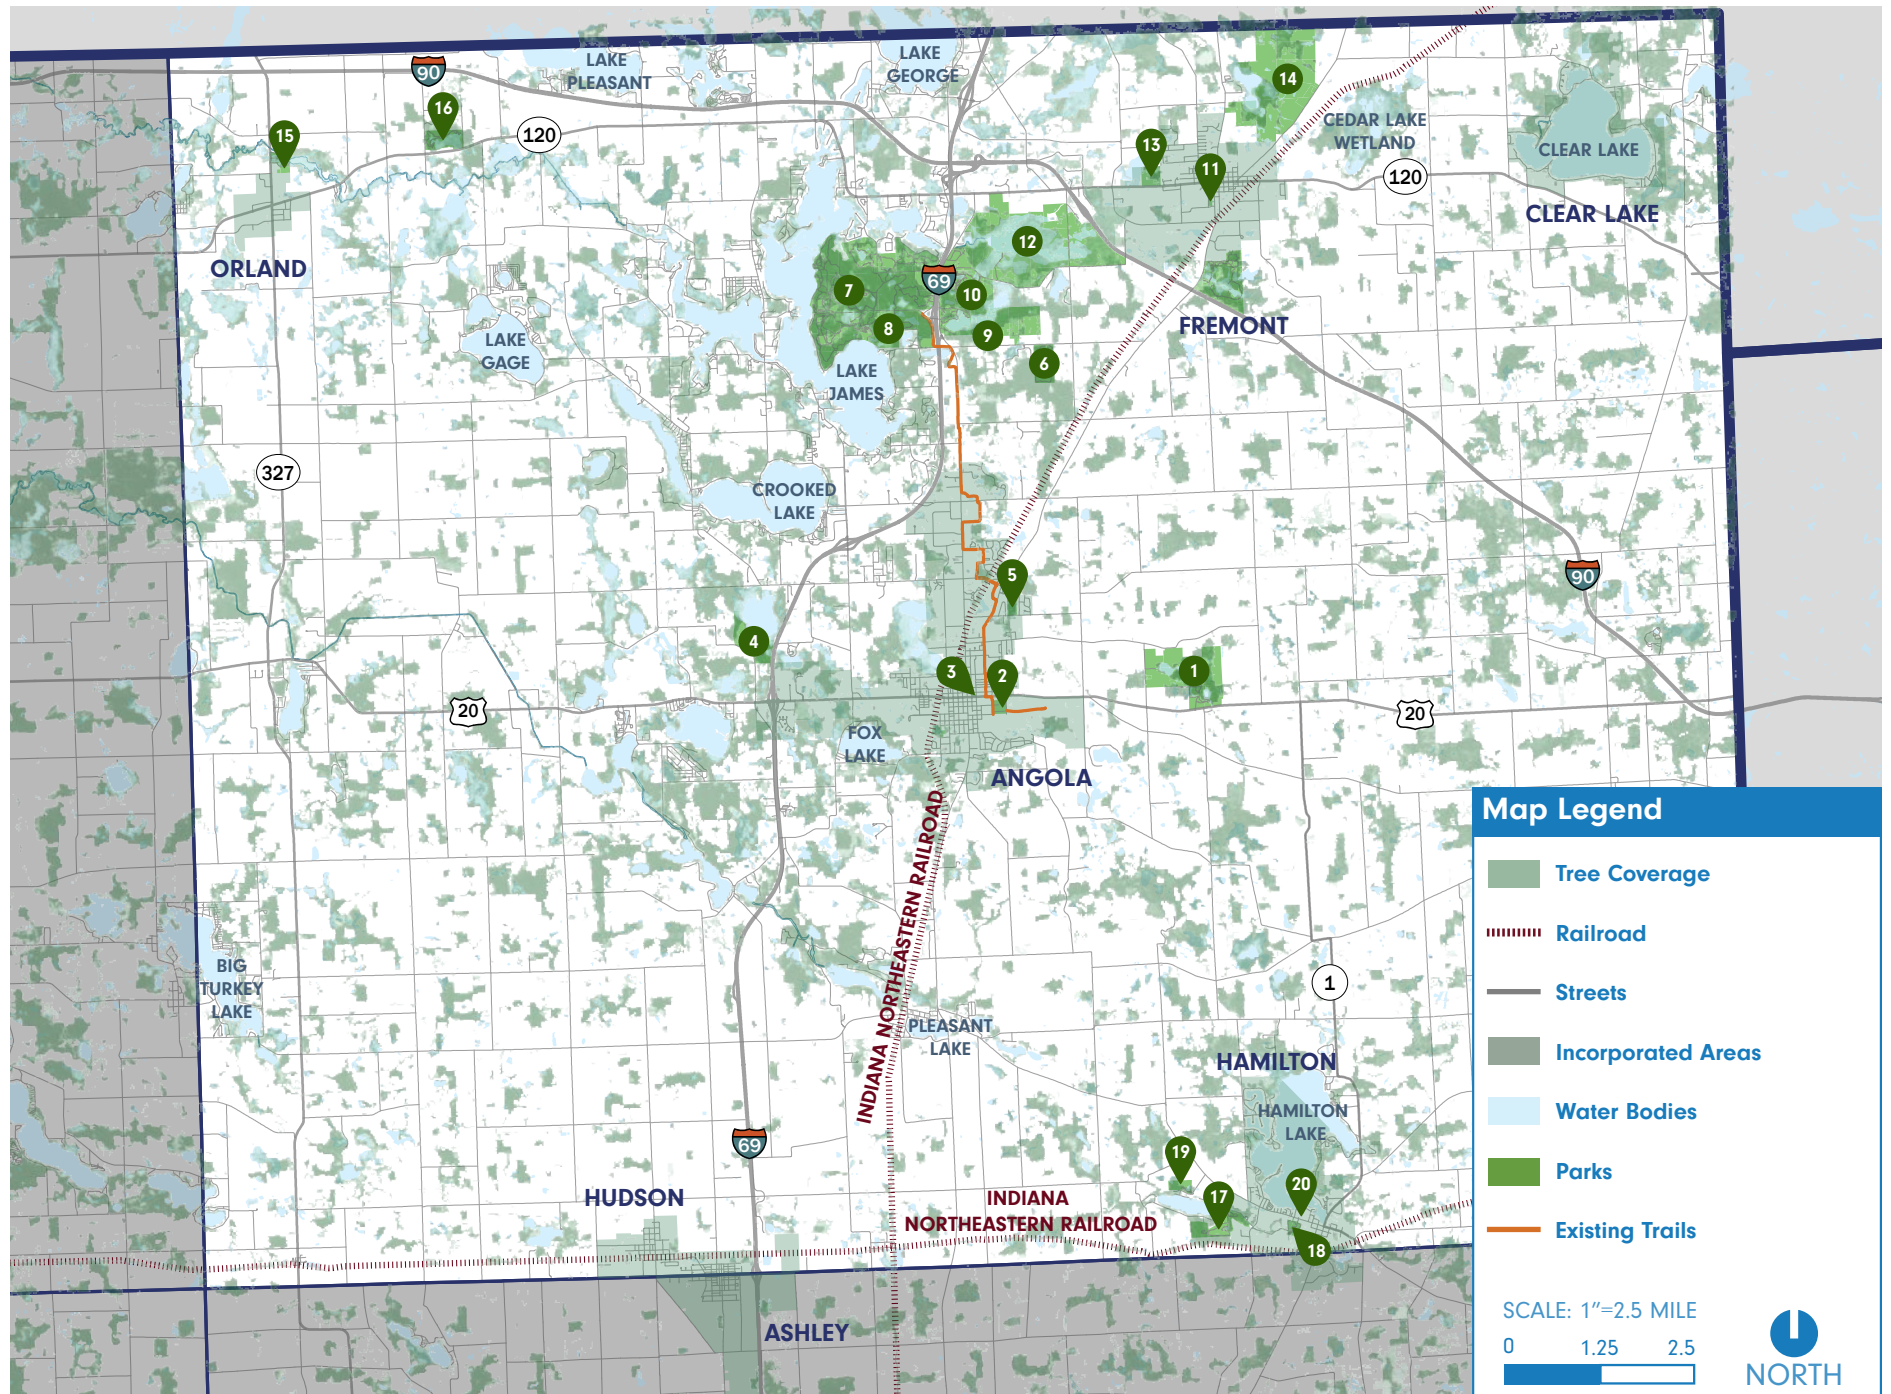 LAKE
PLEASANT
LAKE
GEORGE
90
16
14
120
15
CEDAR LAKE
WETLAND
13
11
CLEAR LAKE
120
CLEAR LAKE
ORLAND
12
69
7
10
8
9
FREMONT
6
LAKE
GAGE
LAKE
JAMES
327
CROOKED
LAKE
5
90
4
3
2
1
20
20
FOX
LAKE
ANGOLA
INDIANA NORTHEASTERN RAILROAD
BIG
TURKEY
LAKE
1
PLEASANT
LAKE
HAMILTON
HAMILTON
LAKE
69
19
17
20
HUDSON
INDIANA
NORTHEASTERN RAILROAD
18
ASHLEY
Map Legend
Tree Coverage
Railroad
Streets
Incorporated Areas
Water Bodies
Parks
Existing Trails
SCALE: 1"=2.5 MILE
0 1.25 2.5
NORTH